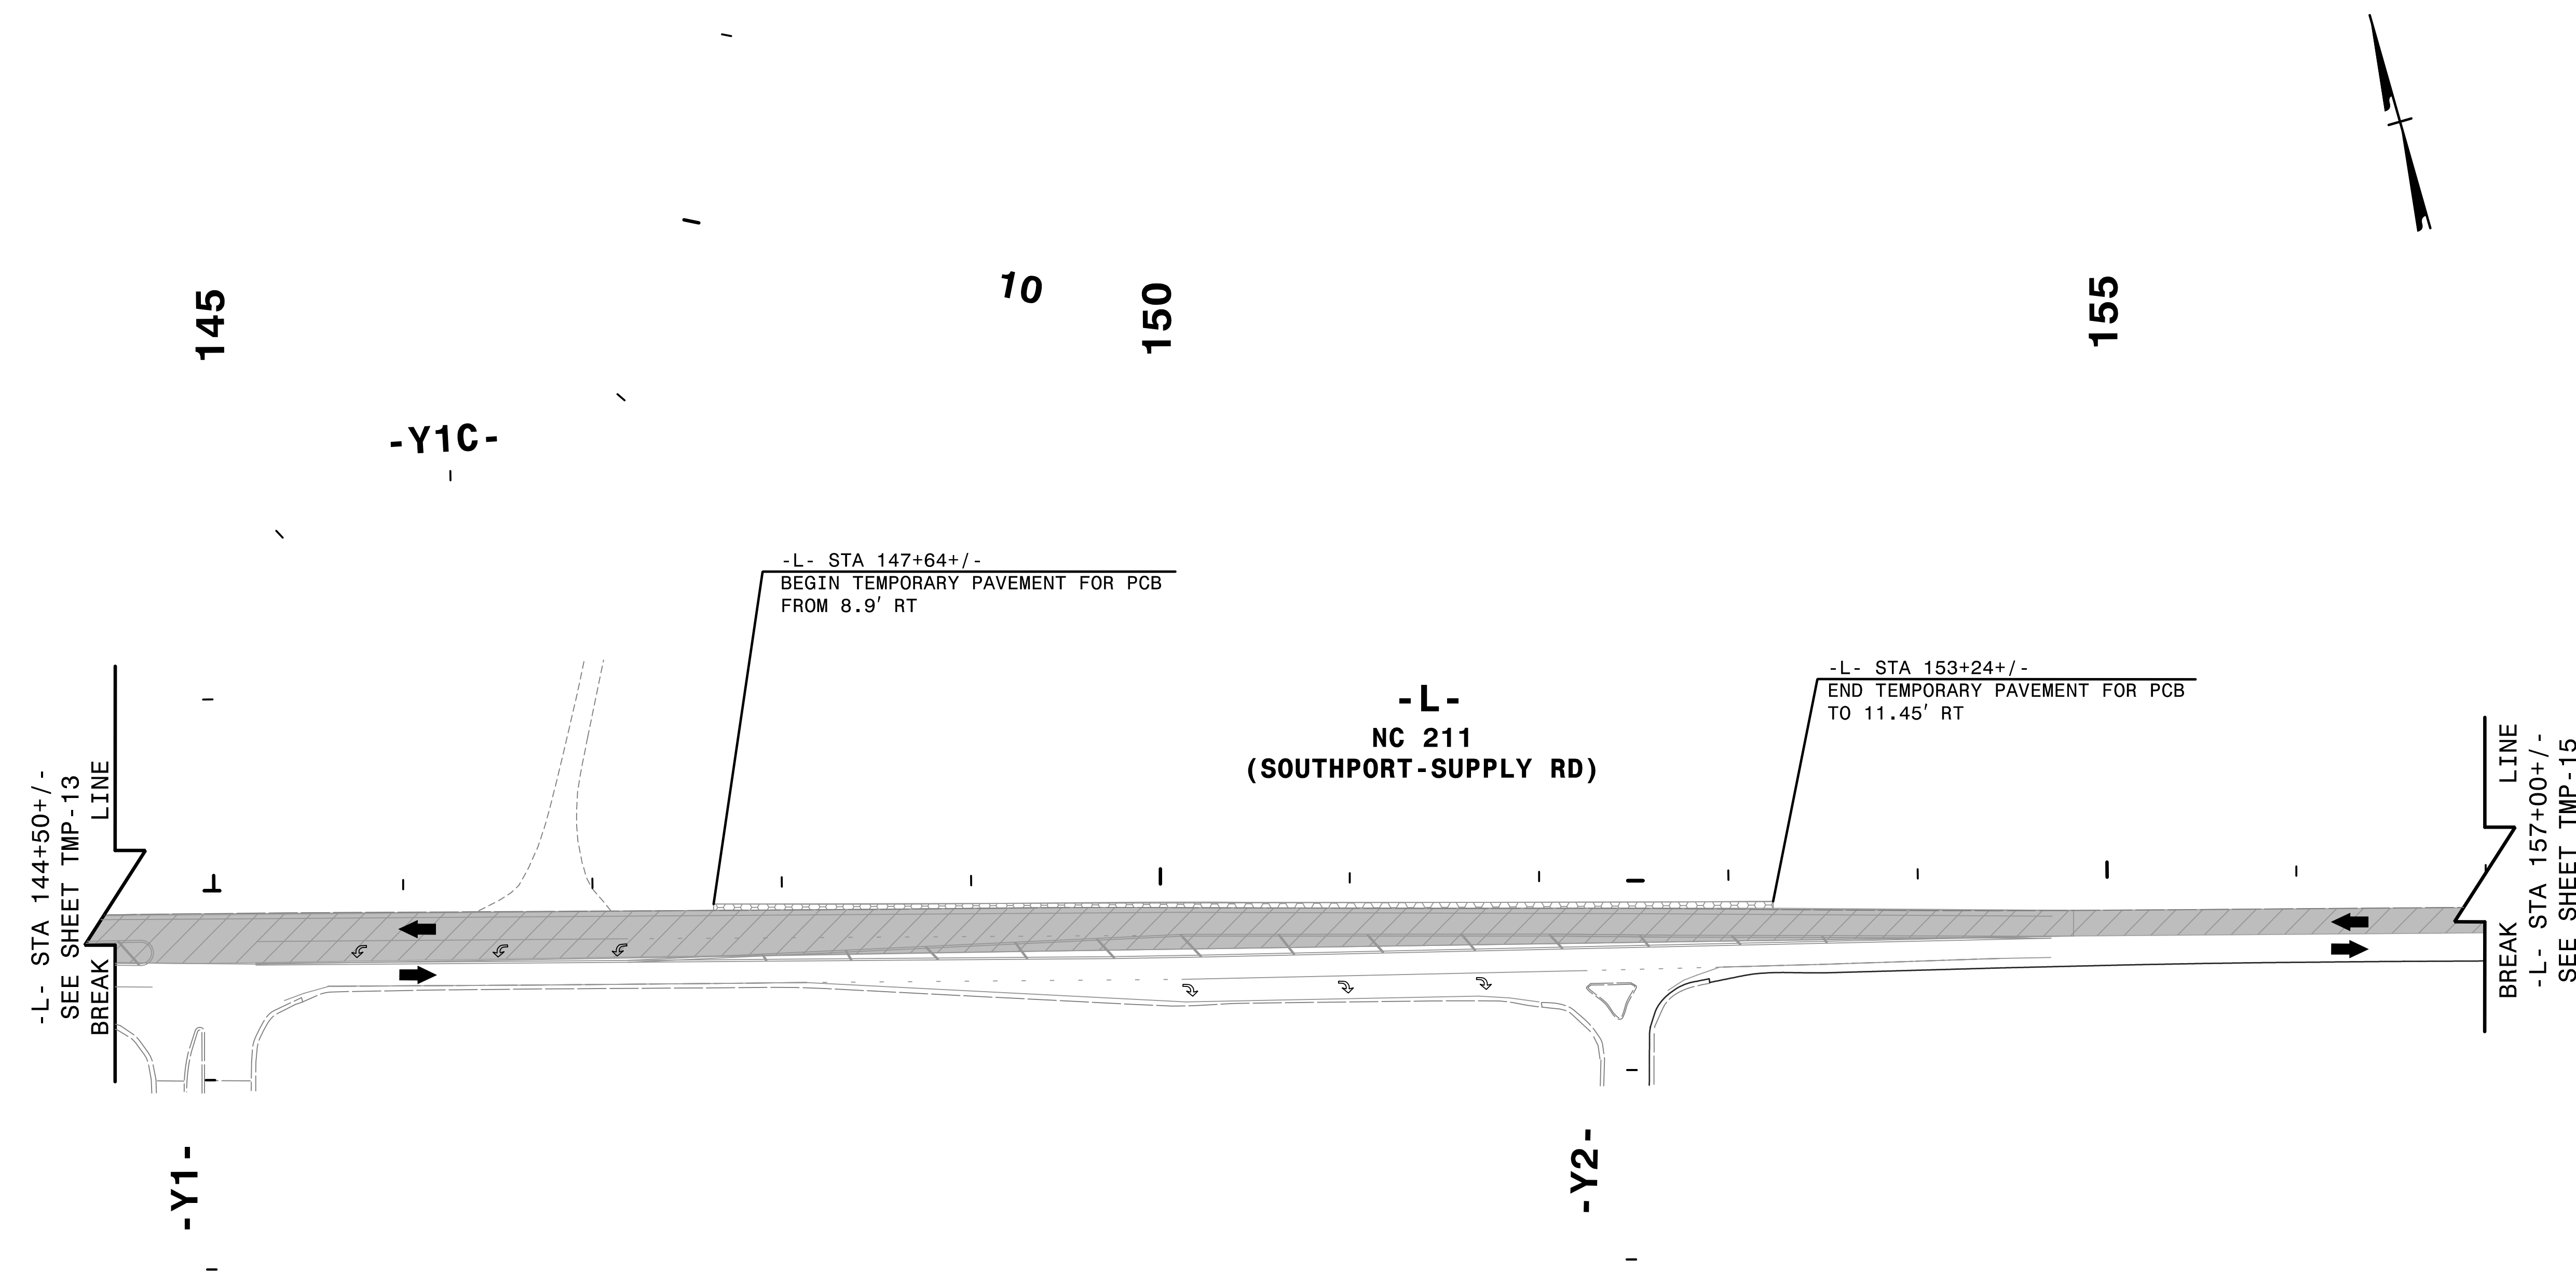 145
10
150
155
-Y1C-
-L- STA 147+64+/-
BEGIN TEMPORARY PAVEMENT FOR PCB
FROM 8.9' RT
-L-
NC 211
(SOUTHPORT-SUPPLY RD)
-L- STA 153+24+/-
END TEMPORARY PAVEMENT FOR PCB
TO 11.45' RT
-L- STA 144+50+/-
SEE SHEET TMP-13
BREAK LINE
BREAK LINE
-L- STA 157+00+/-
SEE SHEET TMP-15
-Y1-
-Y2-